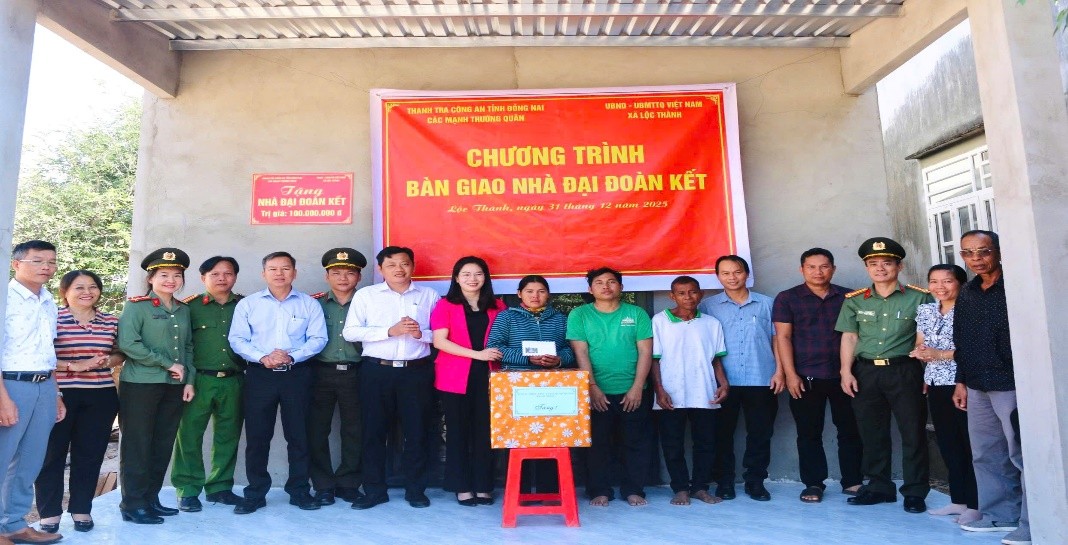 THANH TRA CÔNG AN TỈNH ĐỒNG NAI
CÁC MẠNH THƯỜNG QUÂN
UBND - UBMTTQ VIỆT NAM
XÃ LỘC THÀNH
CHƯƠNG TRÌNH
BÀN GIAO NHÀ ĐẠI ĐOÀN KẾT
Lộc Thành, ngày 31 tháng 12 năm 2025
Tặng
NHÀ ĐẠI ĐOÀN KẾT
Trị giá: 100.000.000 đ
Tặng